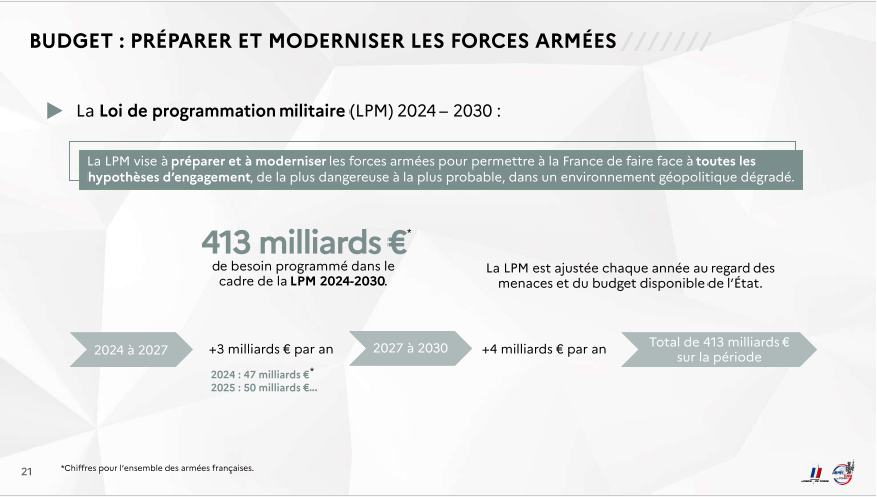 BUDGET : PRÉPARER ET MODERNISER LES FORCES ARMÉES
La Loi de programmation militaire (LPM) 2024 – 2030 :
La LPM vise à préparer et à moderniser les forces armées pour permettre à la France de faire face à toutes les
hypothèses d'engagement, de la plus dangereuse à la plus probable, dans un environnement géopolitique dégradé.
413 milliards €*
de besoin programmé dans le
cadre de la LPM 2024-2030.
La LPM est ajustée chaque année au regard des
menaces et du budget disponible de l'État.
2024 à 2027
+3 milliards € par an
2024 : 47 milliards €*
2025 : 50 milliards €...
2027 à 2030
+4 milliards € par an
Total de 413 milliards €
sur la période
21
*Chiffres pour l'ensemble des armées françaises.